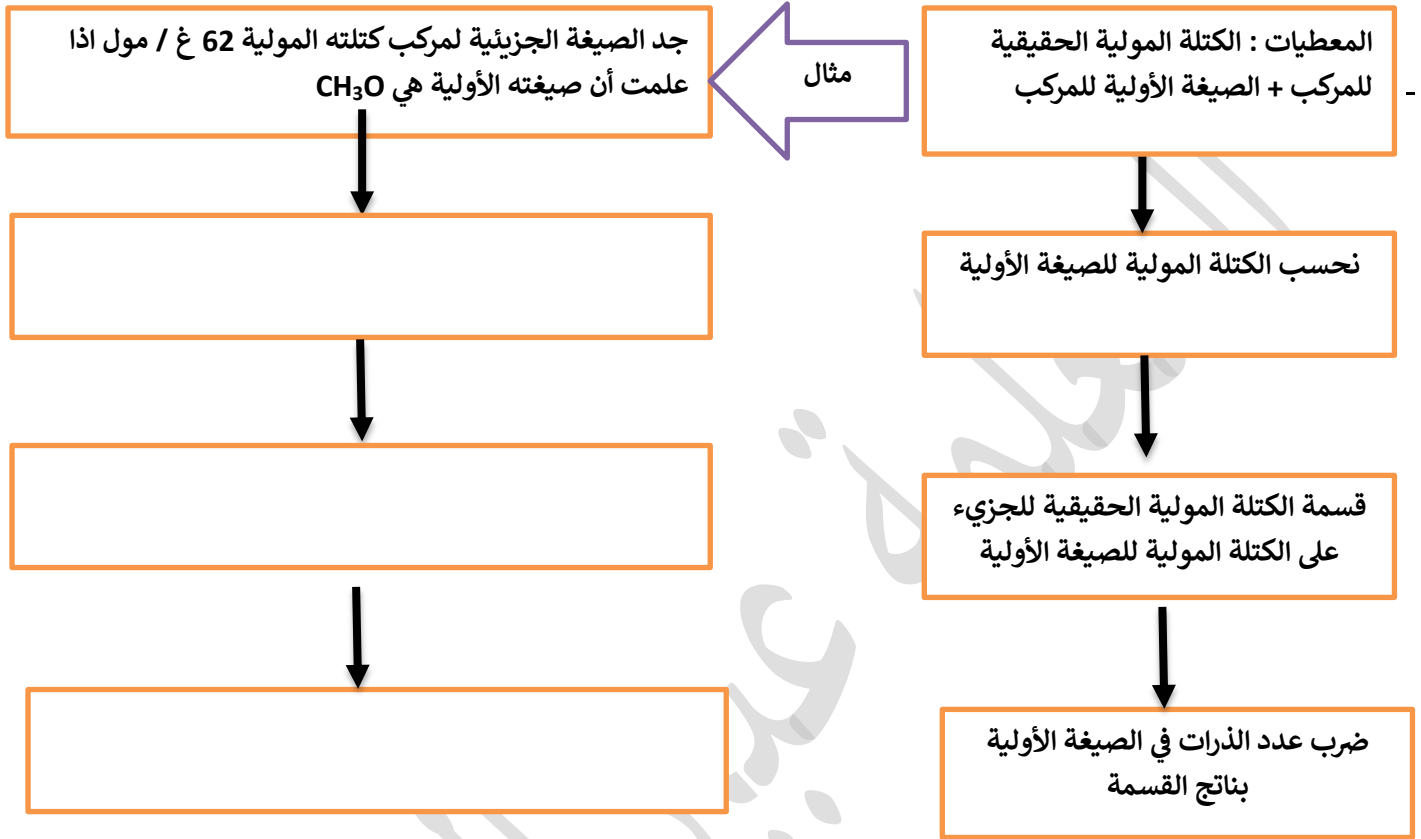 المعطيات : الكتلة المولية الحقيقية
للمركب + الصيغة الأولية للمركب
مثال
جد الصيغة الجزيئية لمركب كتلته المولية 62 غ / مول اذا
علمت أن صيغته الأولية هي CH₃O
نحسب الكتلة المولية للصيغة الأولية
قسمة الكتلة المولية الحقيقية للجزيء
على الكتلة المولية للصيغة الأولية
ضرب عدد الذرات في الصيغة الأولية
بناتج القسمة